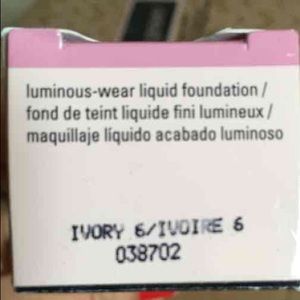 luminous-wear liquid foundation /
fond de teint liquide fini lumineux /
maquillaje líquido acabado luminoso
IVORY 6/IVOIRE 6
038702